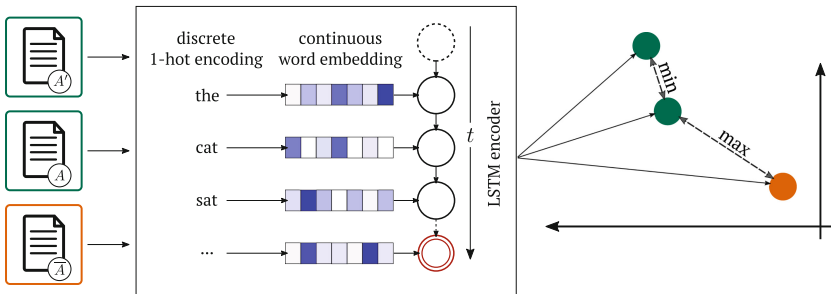 A′
A
A̅
discrete
1-hot encoding
continuous
word embedding
the
cat
sat
...
t
LSTM encoder
min
max